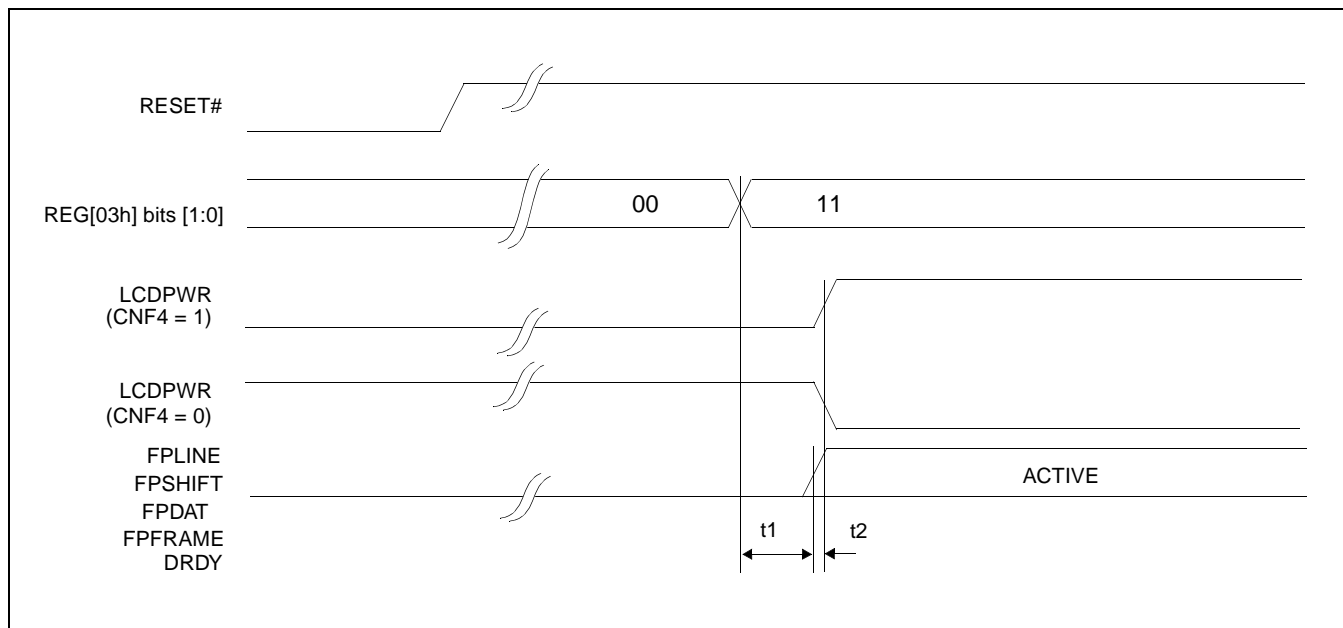 RESET#
REG[03h] bits [1:0]
00
11
LCDPWR
(CNF4 = 1)
LCDPWR
(CNF4 = 0)
FPLINE
FPSHIFT
FPDAT
FPFRAME
DRDY
ACTIVE
t1
t2